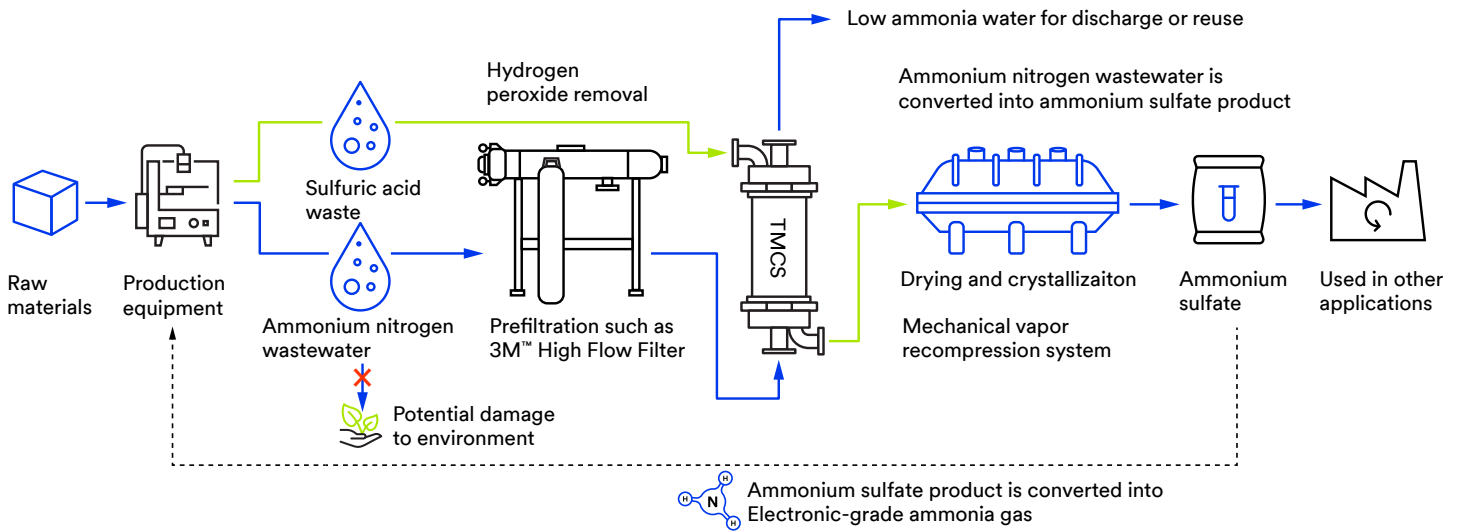 Low ammonia water for discharge or reuse
Hydrogen
peroxide removal
Ammonium nitrogen wastewater is
converted into ammonium sulfate product
Sulfuric acid
waste
TMCS
Raw
materials
Production
equipment
Ammonium nitrogen
wastewater
Prefiltration such as
3M™ High Flow Filter
Drying and crystallizaiton
Mechanical vapor
recompression system
Ammonium
sulfate
Used in other
applications
Potential damage
to environment
H
H
N
H
Ammonium sulfate product is converted into
Electronic-grade ammonia gas